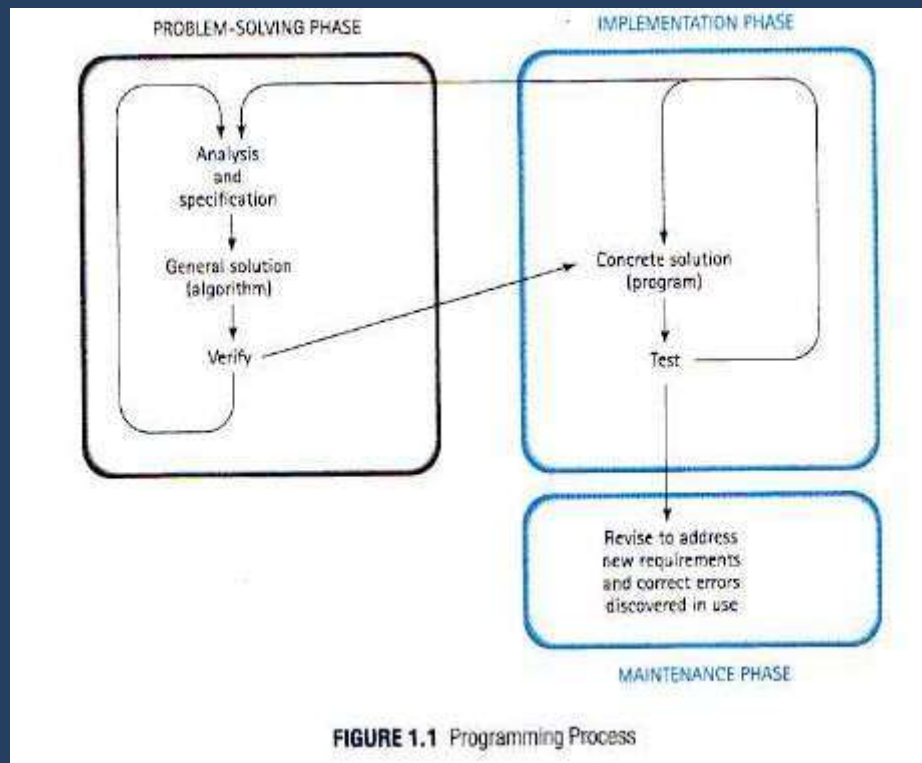 PROBLEM-SOLVING PHASE
Analysis
and
specification
General solution
(algorithm)
Verify
IMPLEMENTATION PHASE
Concrete solution
(program)
Test
Revise to address
new requirements
and correct errors
discovered in use
MAINTENANCE PHASE
FIGURE 1.1 Programming Process